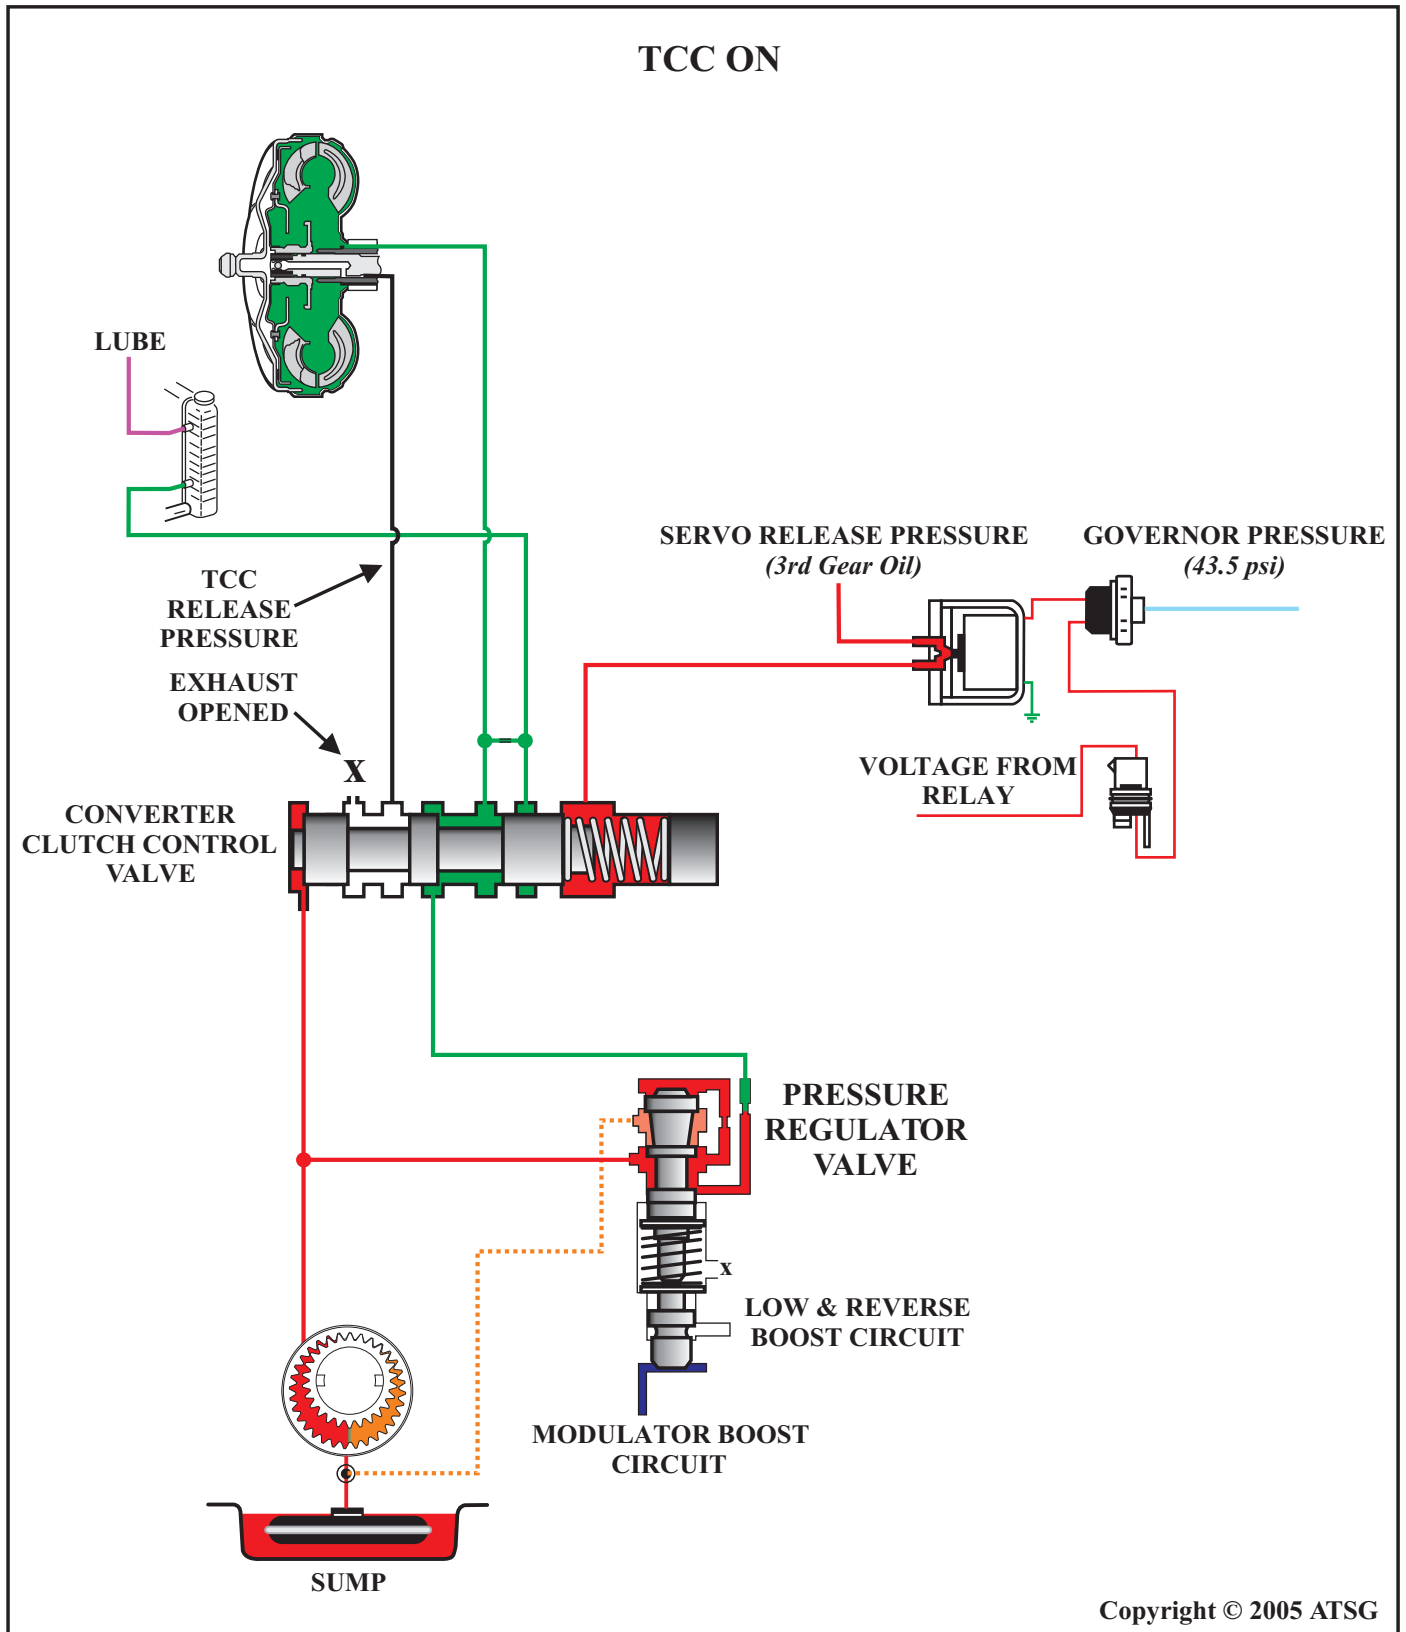 TCC ON
LUBE
SERVO RELEASE PRESSURE
(3rd Gear Oil)
GOVERNOR PRESSURE
(43.5 psi)
TCC
RELEASE
PRESSURE
EXHAUST
OPENED
X
VOLTAGE FROM
RELAY
CONVERTER
CLUTCH CONTROL
VALVE
PRESSURE
REGULATOR
VALVE
x
LOW & REVERSE
BOOST CIRCUIT
MODULATOR BOOST
CIRCUIT
SUMP
Copyright © 2005 ATSG